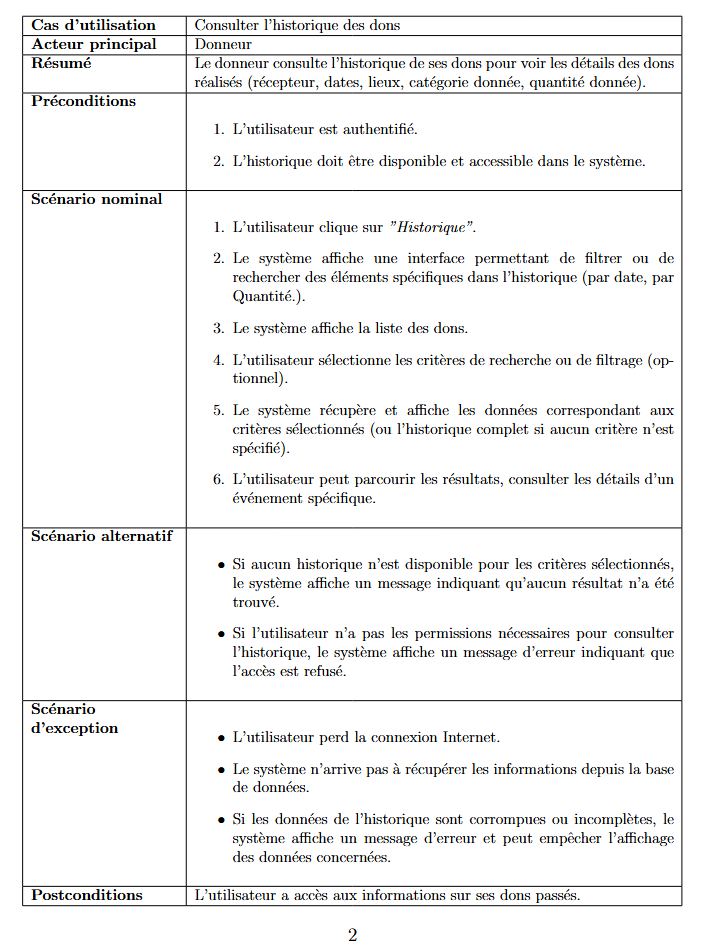 Cas d'utilisation Consulter l'historique des dons
Acteur principal Donneur
Résumé Le donneur consulte l'historique de ses dons pour voir les détails des dons
réalisés (récepteur, dates, lieux, catégorie donnée, quantité donnée).
Préconditions
1. L'utilisateur est authentifié.
2. L'historique doit être disponible et accessible dans le système.
Scénario nominal
1. L'utilisateur clique sur ”Historique”.
2. Le système affiche une interface permettant de filtrer ou de
rechercher des éléments spécifiques dans l'historique (par date, par
Quantité.).
3. Le système affiche la liste des dons.
4. L'utilisateur sélectionne les critères de recherche ou de filtrage (op-
tionnel).
5. Le système récupère et affiche les données correspondant aux
critères sélectionnés (ou l'historique complet si aucun critère n'est
spécifié).
6. L'utilisateur peut parcourir les résultats, consulter les détails d'un
événement spécifique.
Scénario alternatif
• Si aucun historique n'est disponible pour les critères sélectionnés,
le système affiche un message indiquant qu'aucun résultat n'a été
trouvé.
• Si l'utilisateur n'a pas les permissions nécessaires pour consulter
l'historique, le système affiche un message d'erreur indiquant que
l'accès est refusé.
Scénario
d'exception
• L'utilisateur perd la connexion Internet.
• Le système n'arrive pas à récupérer les informations depuis la base
de données.
• Si les données de l'historique sont corrompues ou incomplètes, le
système affiche un message d'erreur et peut empêcher l'affichage
des données concernées.
Postconditions L'utilisateur a accès aux informations sur ses dons passés.
2